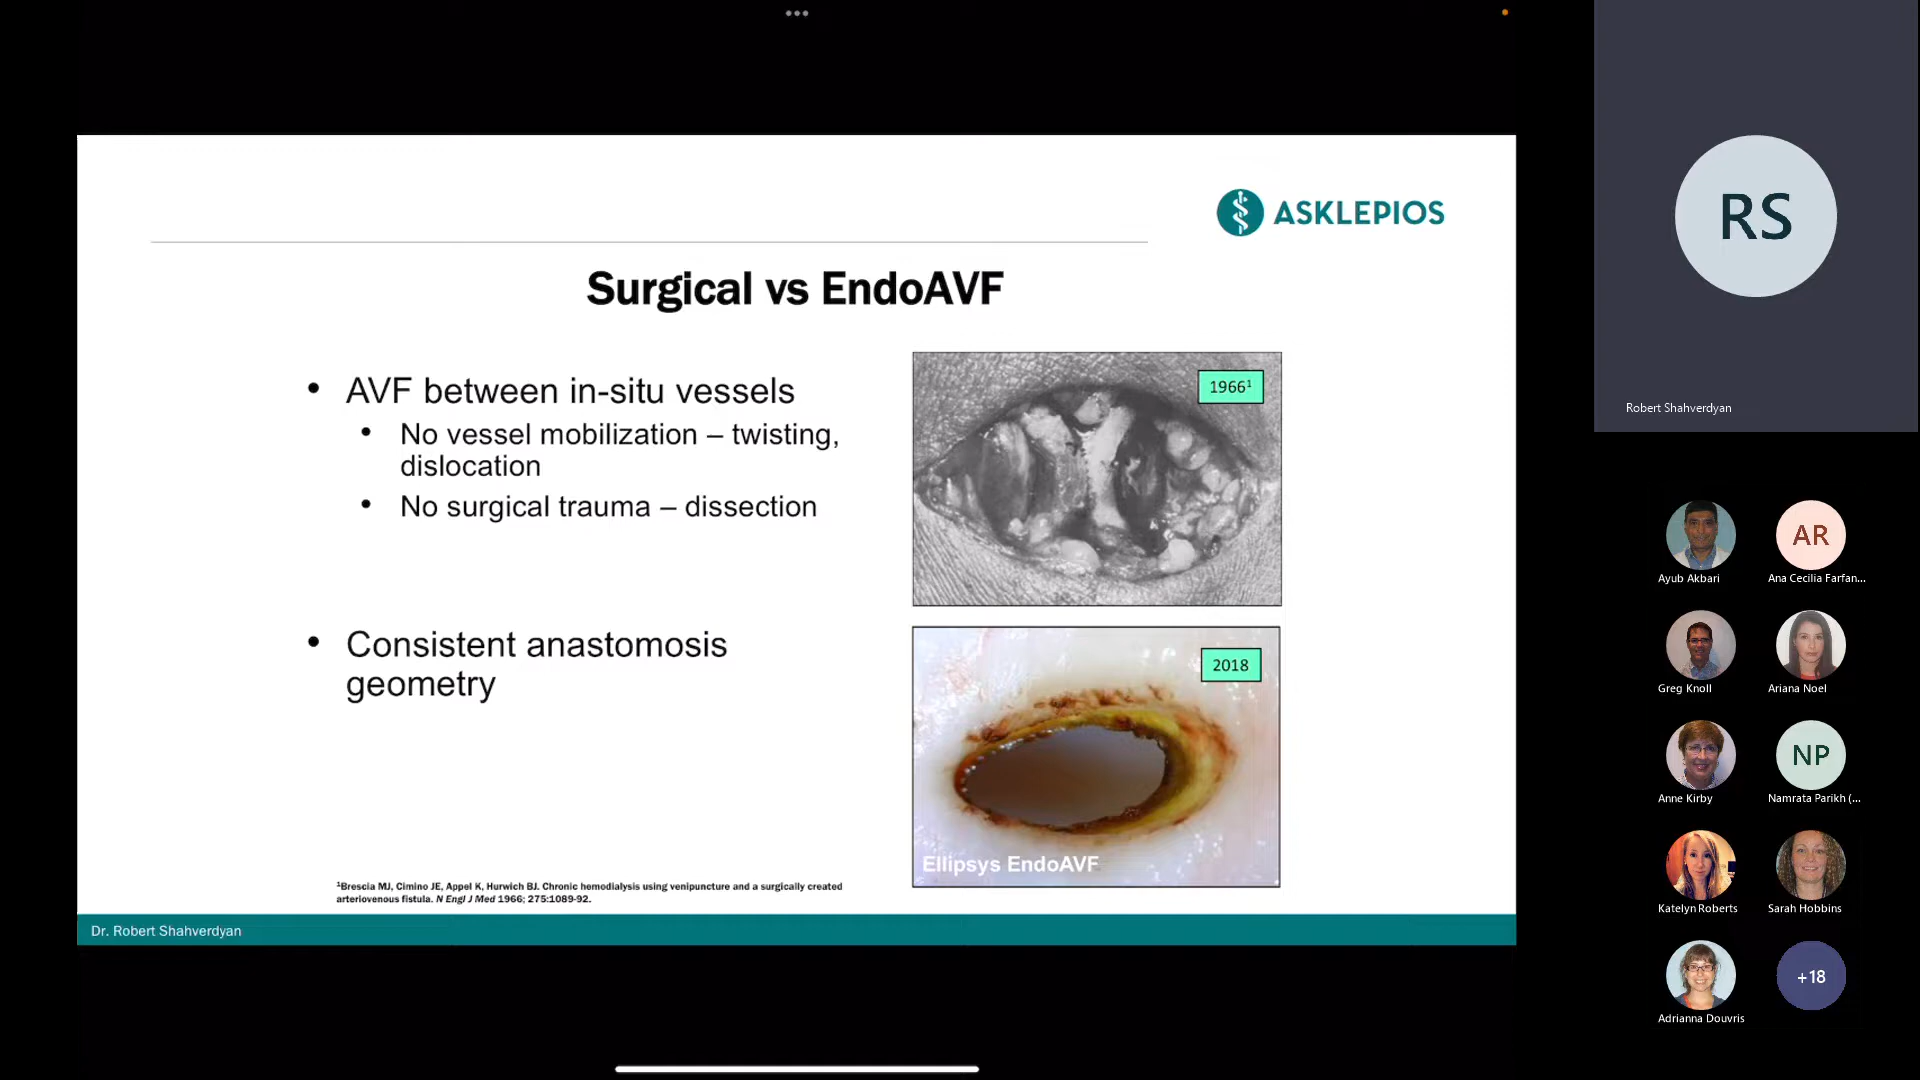 ASKLEPIOS
Surgical vs EndoAVF
• AVF between in-situ vessels
• No vessel mobilization – twisting,
dislocation
• No surgical trauma – dissection
• Consistent anastomosis
geometry
1966¹
2018
Ellipsys EndoAVF
¹Brescia MJ, Cimino JE, Appel K, Hurwich BJ. Chronic hemodialysis using venipuncture and a surgically created
arteriovenous fistula. N Engl J Med 1966; 275:1089-92.
Dr. Robert Shahverdyan
RS
Robert Shahverdyan
Ayub Akbari
AR
Ana Cecilia Farfan...
Greg Knoll
Ariana Noel
Anne Kirby
NP
Namrata Parikh (...
Katelyn Roberts
Sarah Hobbins
Adrianna Douvris
+18